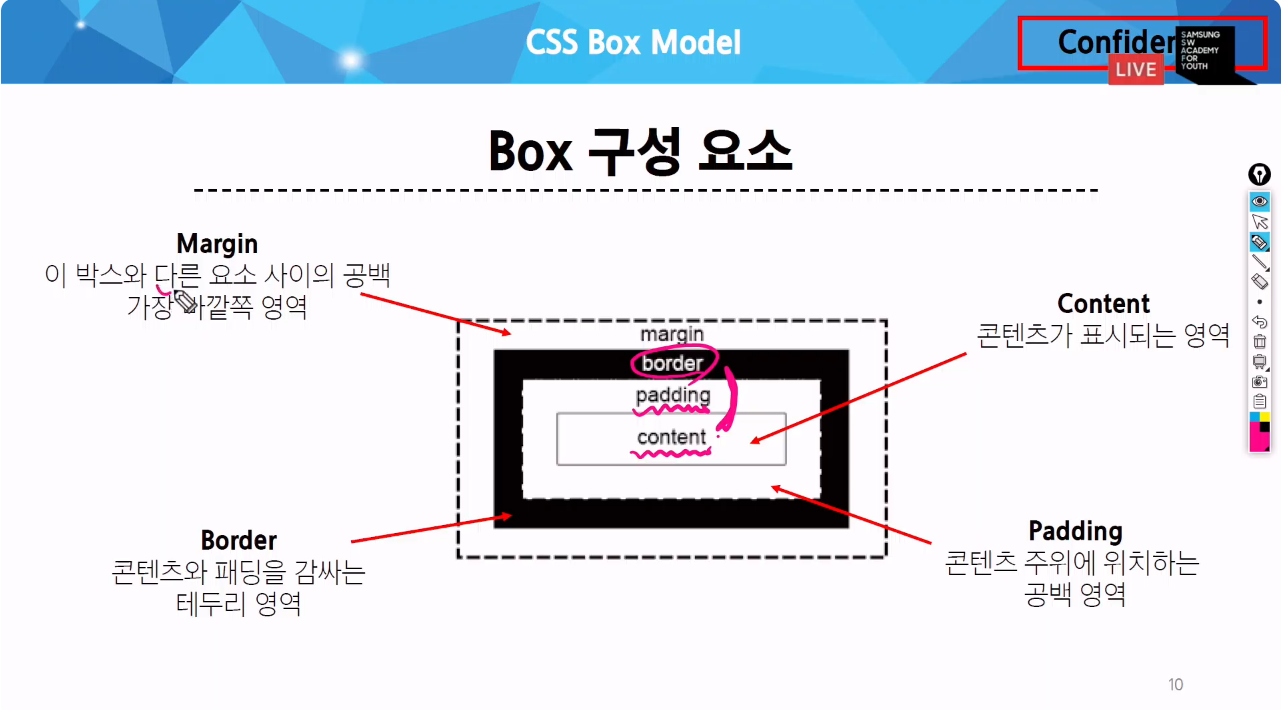 CSS Box Model
LIVE
SAMSUNG
SW
ACADEMY
FOR
YOUTH
Box 구성 요소
Margin
이 박스와 다른 요소 사이의 공백
가장 영역
Content
콘텐츠가 표시되는 영역
margin
border
padding
content
Border
콘텐츠와 패딩을 감싸는
테두리 영역
Padding
콘텐츠 주위에 위치하는
공백 영역
10